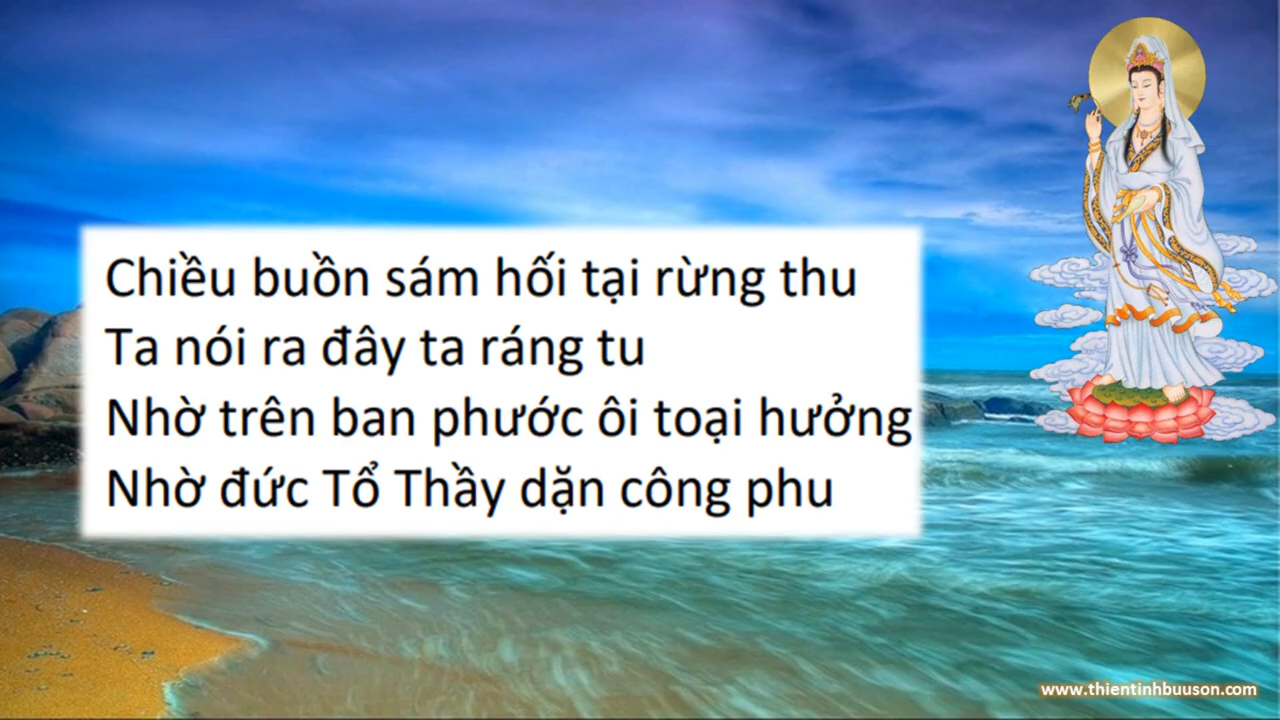 Chiều buồn sám hối tại rừng thu
Ta nói ra đây ta ráng tu
Nhờ trên ban phước ôi toại hưởng
Nhờ đức Tổ Thầy dặn công phu
www.thientinhbuuson.com